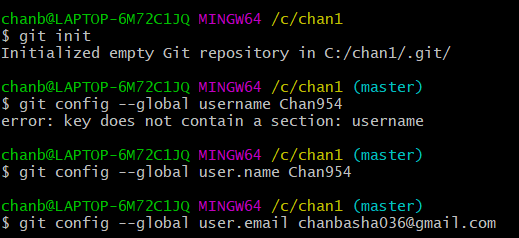 chanb@LAPTOP-6M72C1JQ MINGW64 /c/chan1
$ git init
Initialized empty Git repository in C:/chan1/.git/
chanb@LAPTOP-6M72C1JQ MINGW64 /c/chan1 (master)
$ git config --global username Chan954
error: key does not contain a section: username
chanb@LAPTOP-6M72C1JQ MINGW64 /c/chan1 (master)
$ git config --global user.name Chan954
chanb@LAPTOP-6M72C1JQ MINGW64 /c/chan1 (master)
$ git config --global user.email chanbasha036@gmail.com